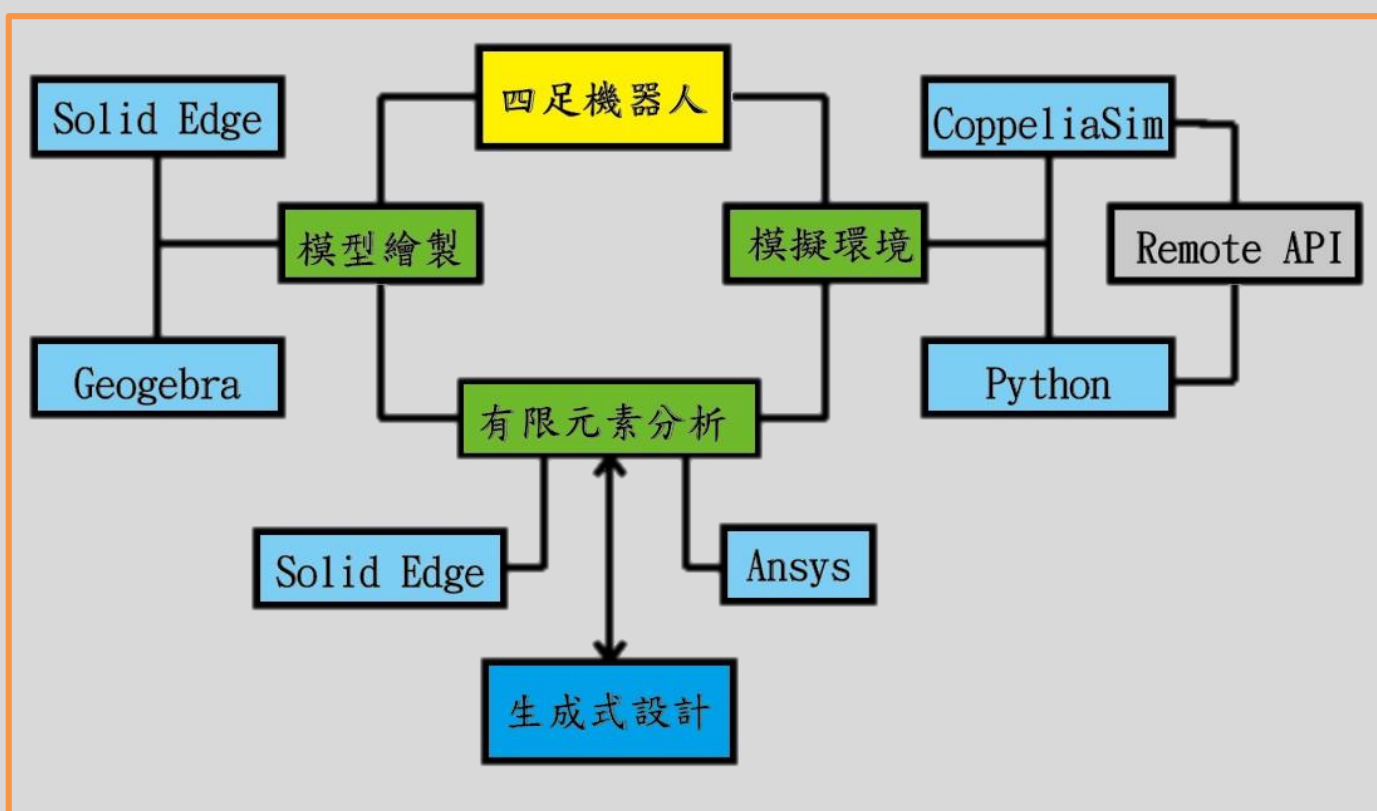 四足機器人
Solid Edge
CoppeliaSim
模型繪製
模擬環境
Remote API
Geogebra
Python
有限元素分析
Solid Edge
Ansys
生成式設計